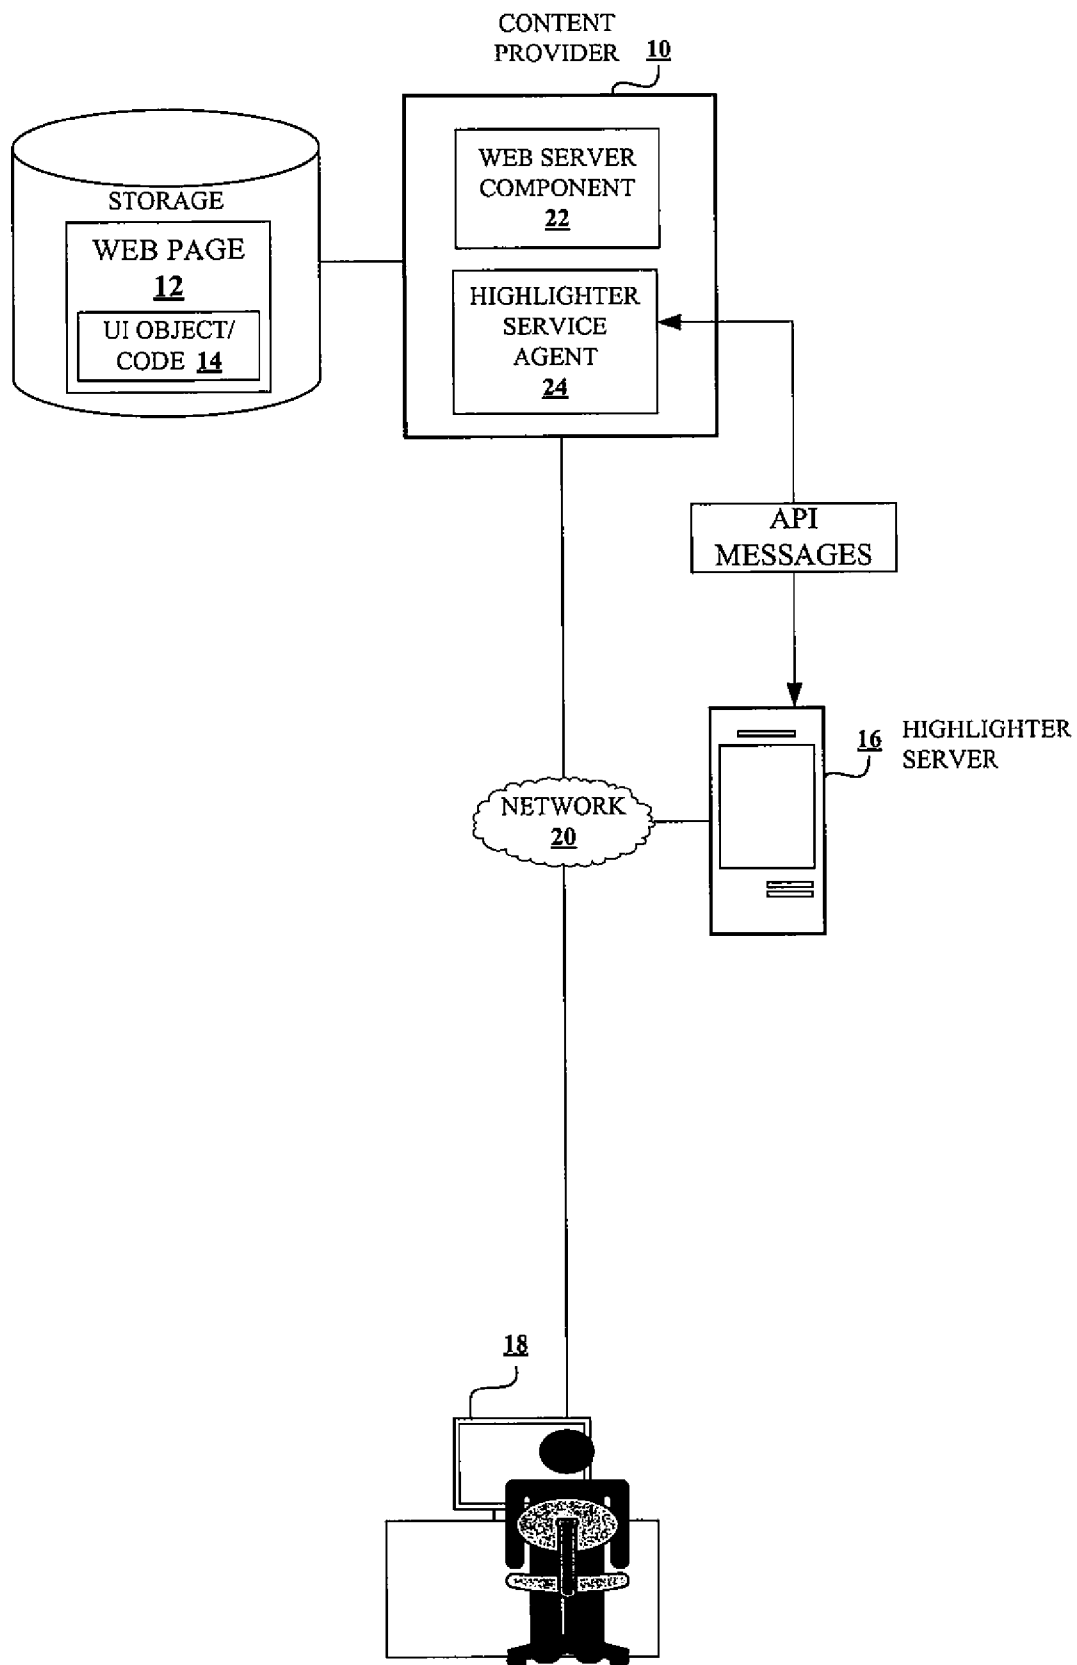 CONTENT
PROVIDER
10
WEB SERVER
COMPONENT
22
STORAGE
WEB PAGE
12
UI OBJECT/
CODE 14
HIGHLIGHTER
SERVICE
AGENT
24
API
MESSAGES
16
HIGHLIGHTER
SERVER
NETWORK
20
18